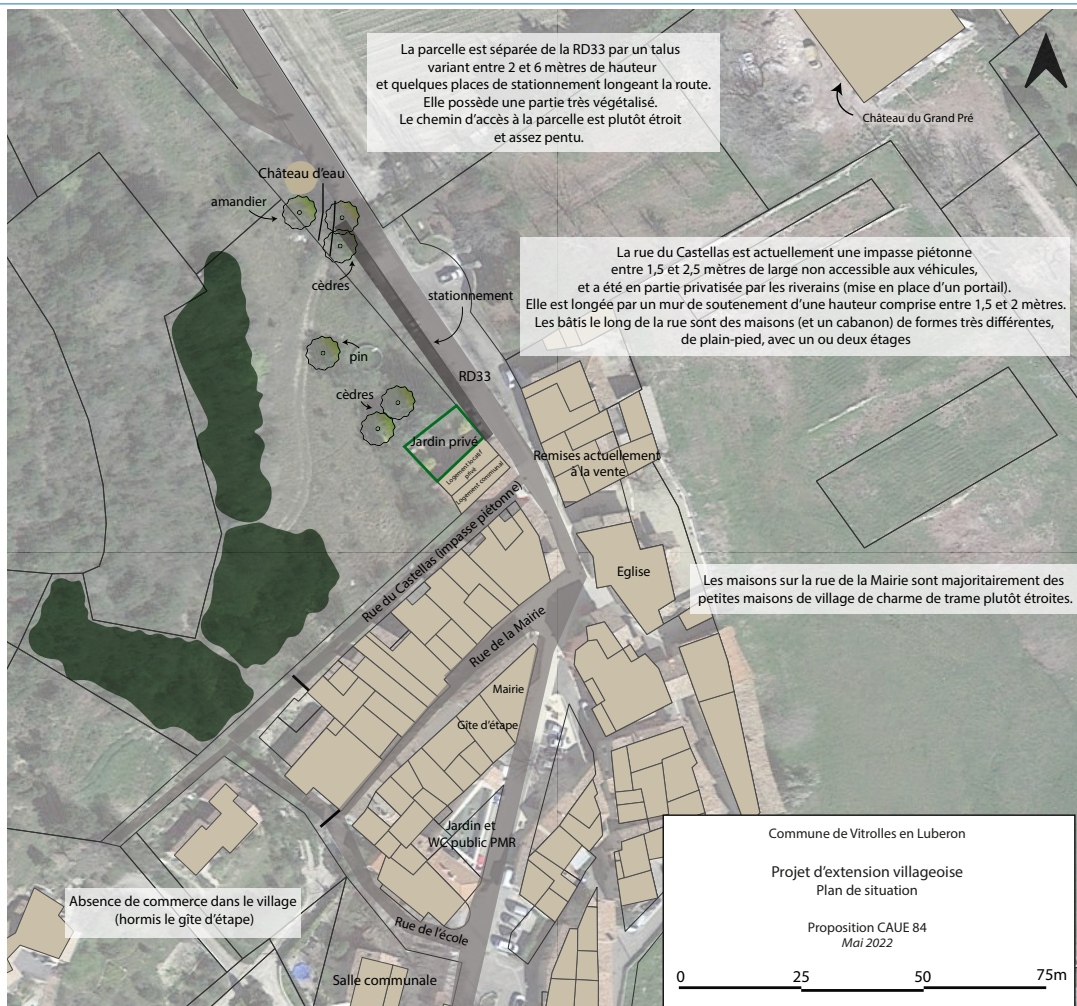 La parcelle est séparée de la RD33 par un talus
variant entre 2 et 6 mètres de hauteur
et quelques places de stationnement longeant la route.
Elle possède une partie très végétalisé.
Le chemin d'accès à la parcelle est plutôt étroit
et assez pentu.
Château du Grand Pré
Château d'eau
amandier
cèdres
stationnement
La rue du Castellas est actuellement une impasse piétonne
entre 1,5 et 2,5 mètres de large non accessible aux véhicules,
et a été en partie privatisée par les riverains (mise en place d'un portail).
Elle est longée par un mur de soutenement d'une hauteur comprise entre 1,5 et 2 mètres.
Les bâtis le long de la rue sont des maisons (et un cabanon) de formes très différentes,
de plain-pied, avec un ou deux étages
pin
RD33
cèdres
Jardin privé
Logement locatif
privé
Logement communal
Remises actuellement
à la vente
Rue du Castellas (impasse piétonne)
Eglise
Les maisons sur la rue de la Mairie sont majoritairement des
petites maisons de village de charme de trame plutôt étroites.
Rue de la Mairie
Mairie
Gîte d'étape
Jardin et
WC public PMR
Absence de commerce dans le village
(hormis le gîte d'étape)
Rue de l'école
Salle communale
Commune de Vitrolles en Luberon
Projet d'extension villageoise
Plan de situation
Proposition CAUE 84
Mai 2022
0 25 50 75m